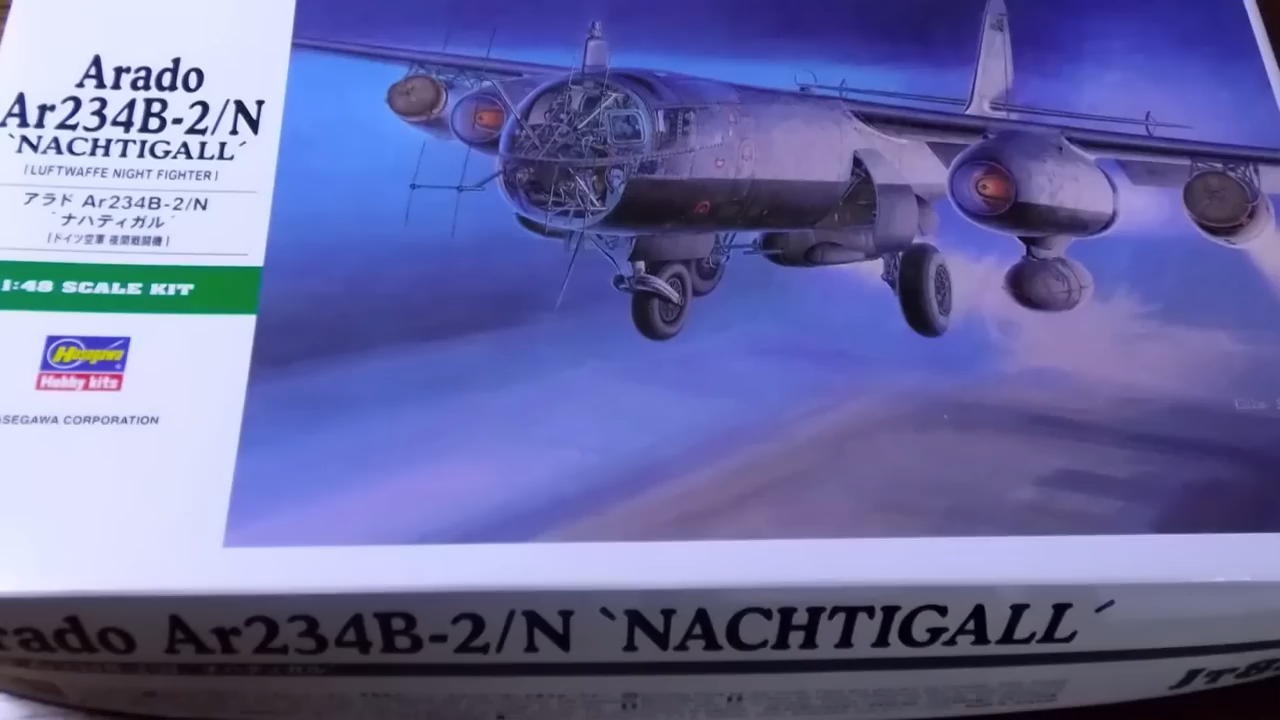 Arado
Ar234B-2/N
`NACHTIGALL´
[LUFTWAFFE NIGHT FIGHTER]
アラド Ar234B-2/N
`ナハティガル´
[ドイツ空軍 夜間戦闘機]
1:48 SCALE KIT
Hasegawa
Hobby kits
ASEGAWA CORPORATION
rado Ar234B-2/N `NACHTIGALL´